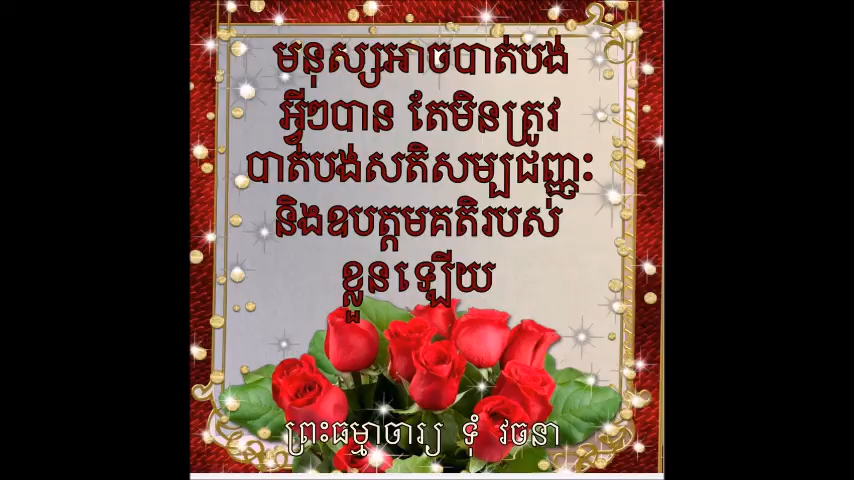 មនុស្សអាចបាត់បង់
អ្វីៗបាន តែមិនត្រូវ
បាត់បង់សតិសម្បជញ្ញៈ
និងឧបត្តមគតិរបស់
ខ្លួនឡើយ
ព្រះធម្មាចារ្យ ទុំ វចនា